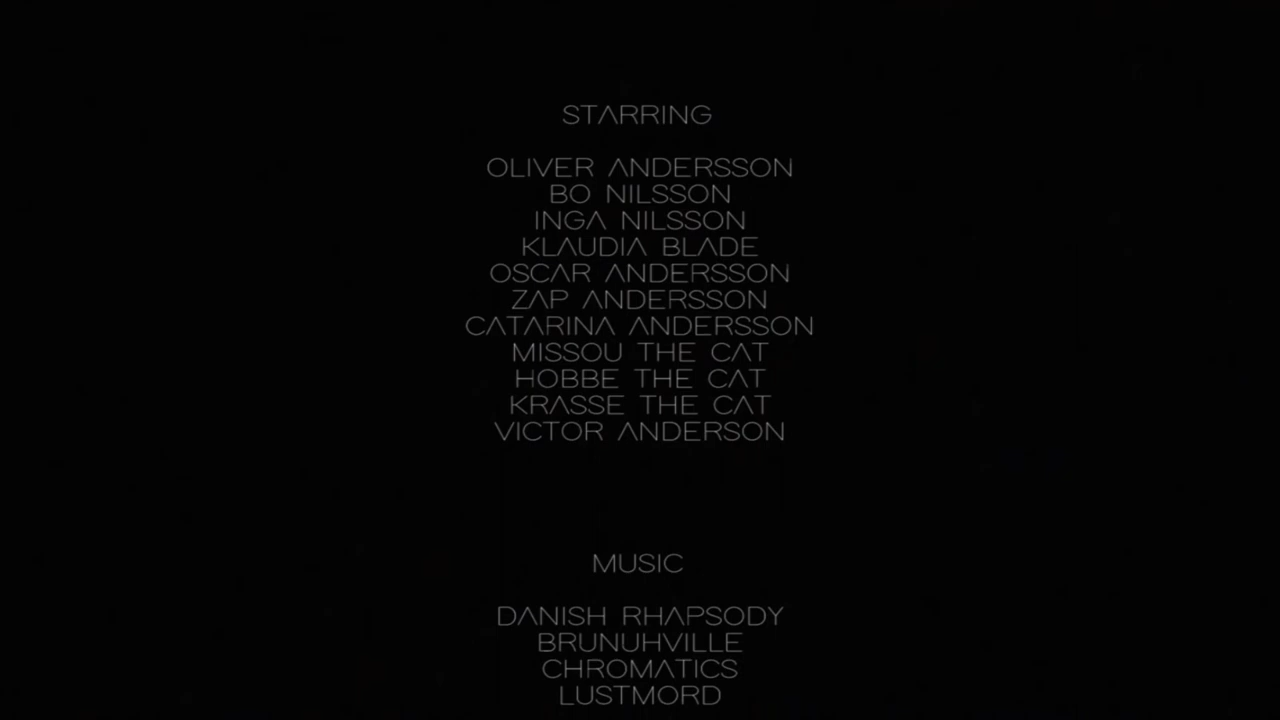 STARRING
OLIVER ANDERSSON
BO NILSSON
INGA NILSSON
KLAUDIA BLADE
OSCAR ANDERSSON
ZAP ANDERSSON
CATARINA ANDERSSON
MISSOU THE CAT
HOBBE THE CAT
KRASSE THE CAT
VICTOR ANDERSON
MUSIC
DANISH RHAPSODY
BRUNUHVILLE
CHROMATICS
LUSTMORD